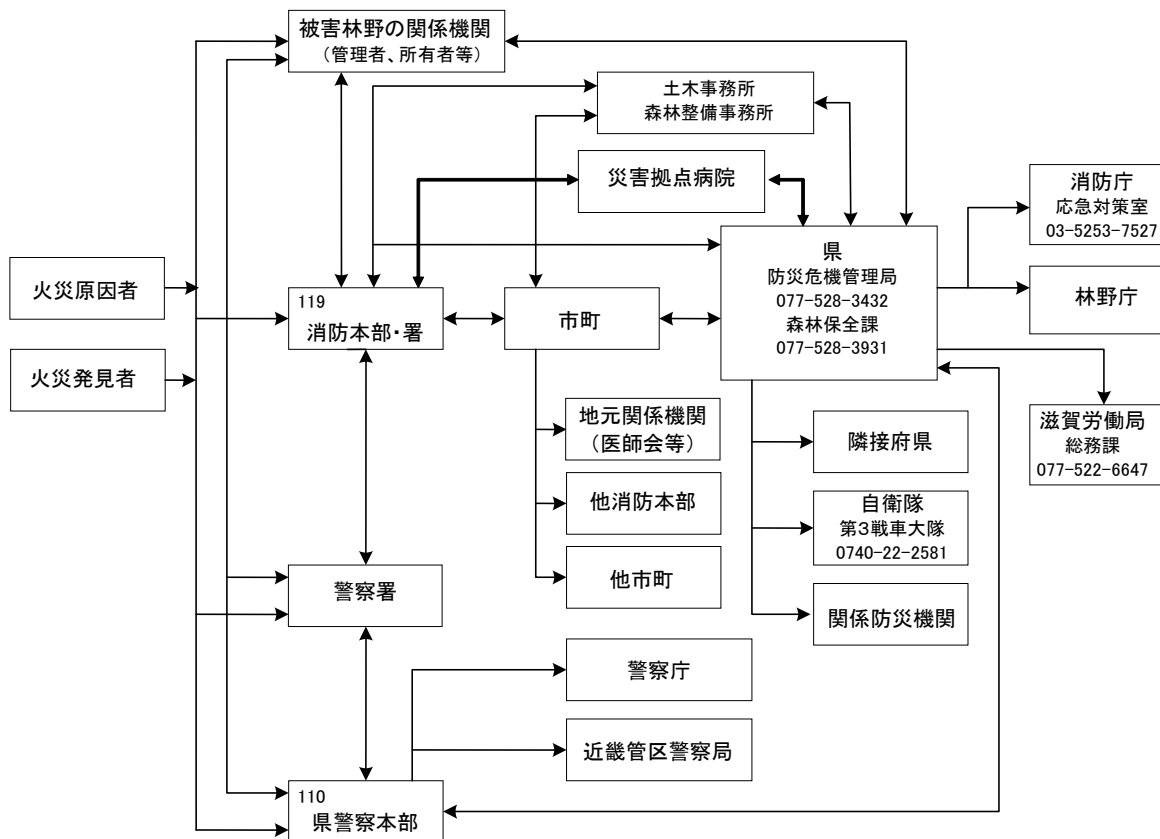 被害林野の関係機関
（管理者、所有者等）
土木事務所
森林整備事務所
災害拠点病院
消防庁
応急対策室
03-5253-7527
県
防災危機管理局
077-528-3432
森林保全課
077-528-3931
火災原因者
119
消防本部・署
市町
林野庁
火災発見者
地元関係機関
（医師会等）
隣接府県
滋賀労働局
総務課
077-522-6647
他消防本部
自衛隊
第3戦車大隊
0740-22-2581
警察署
他市町
関係防災機関
警察庁
近畿管区警察局
110
県警察本部